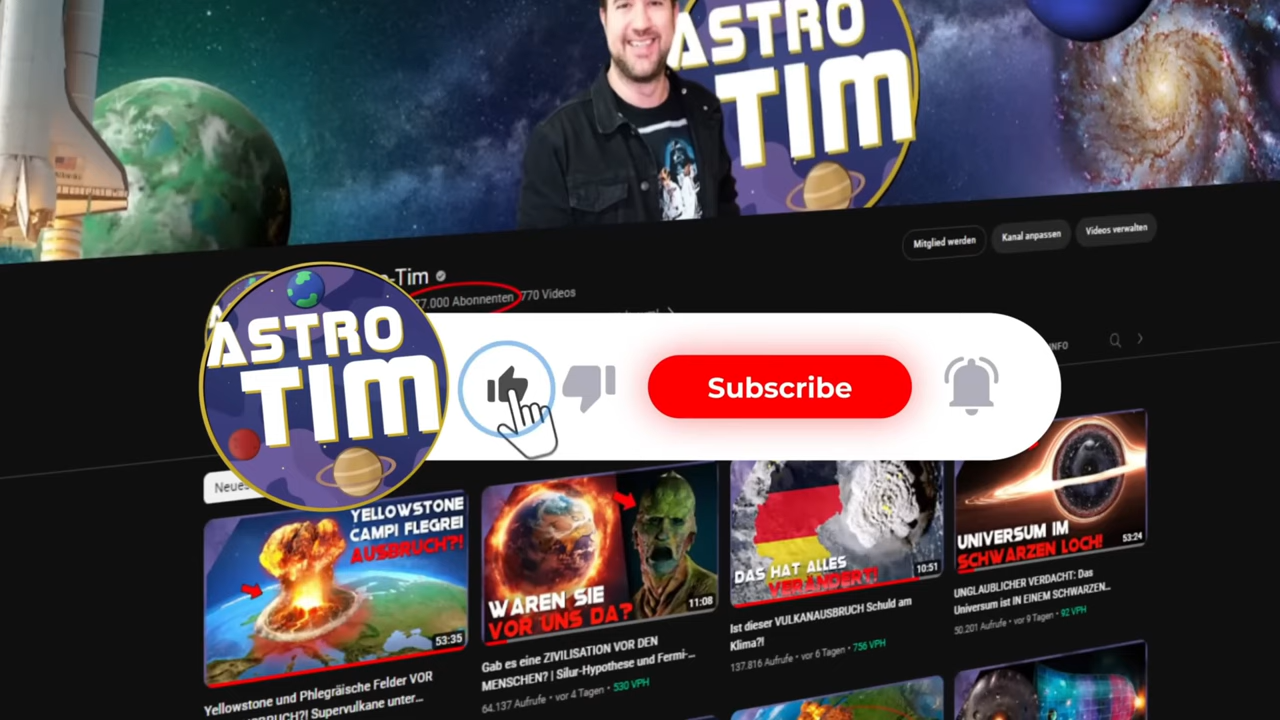 ASTRO
TIM
Mitglied werden
Kanal anpassen
Videos verwalten
-Tim
7.000 Abonnenten
770 Videos
INFO
ASTRO
TIM
Subscribe
Neues
YELLOWSTONE
CAMPI FLEGREI
AUSBRUCH?!
53:35
Yellowstone und Phlegräische Felder VOR
Supervulkane unter...
WAREN SIE
VOR UNS DA?
11:08
Gab es eine ZIVILISATION VOR DEN
MENSCHEN? | Silur-Hypothese und Fermi-...
64.137 Aufrufe • vor 4 Tagen • 530 VPH
DAS HAT ALLES
VERÄNDERT!
10:51
Ist dieser VULKANAUSBRUCH Schuld am
Klima?!
137.816 Aufrufe • vor 6 Tagen • 756 VPH
UNIVERSUM IM
SCHWARZEN LOCH!
53:24
UNGLAUBLICHER VERDACHT: Das
Universum ist IN EINEM SCHWARZEN...
50.201 Aufrufe • vor 9 Tagen • 92 VPH